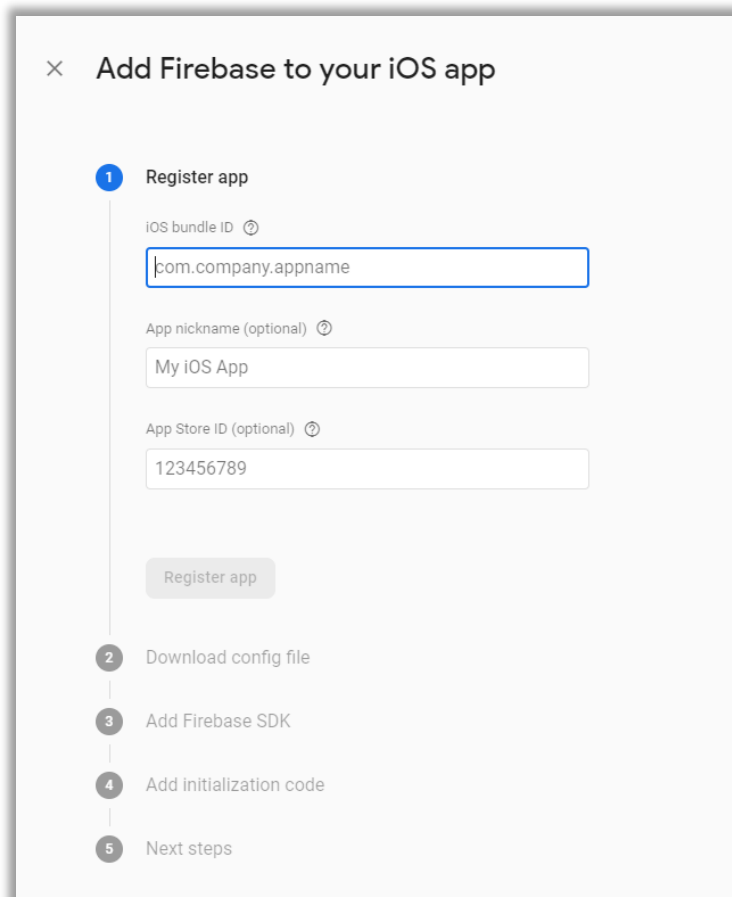 Add Firebase to your iOS app
1 Register app
iOS bundle ID ?
com.company.appname
App nickname (optional) ?
My iOS App
App Store ID (optional) ?
123456789
Register app
2 Download config file
3 Add Firebase SDK
4 Add initialization code
5 Next steps